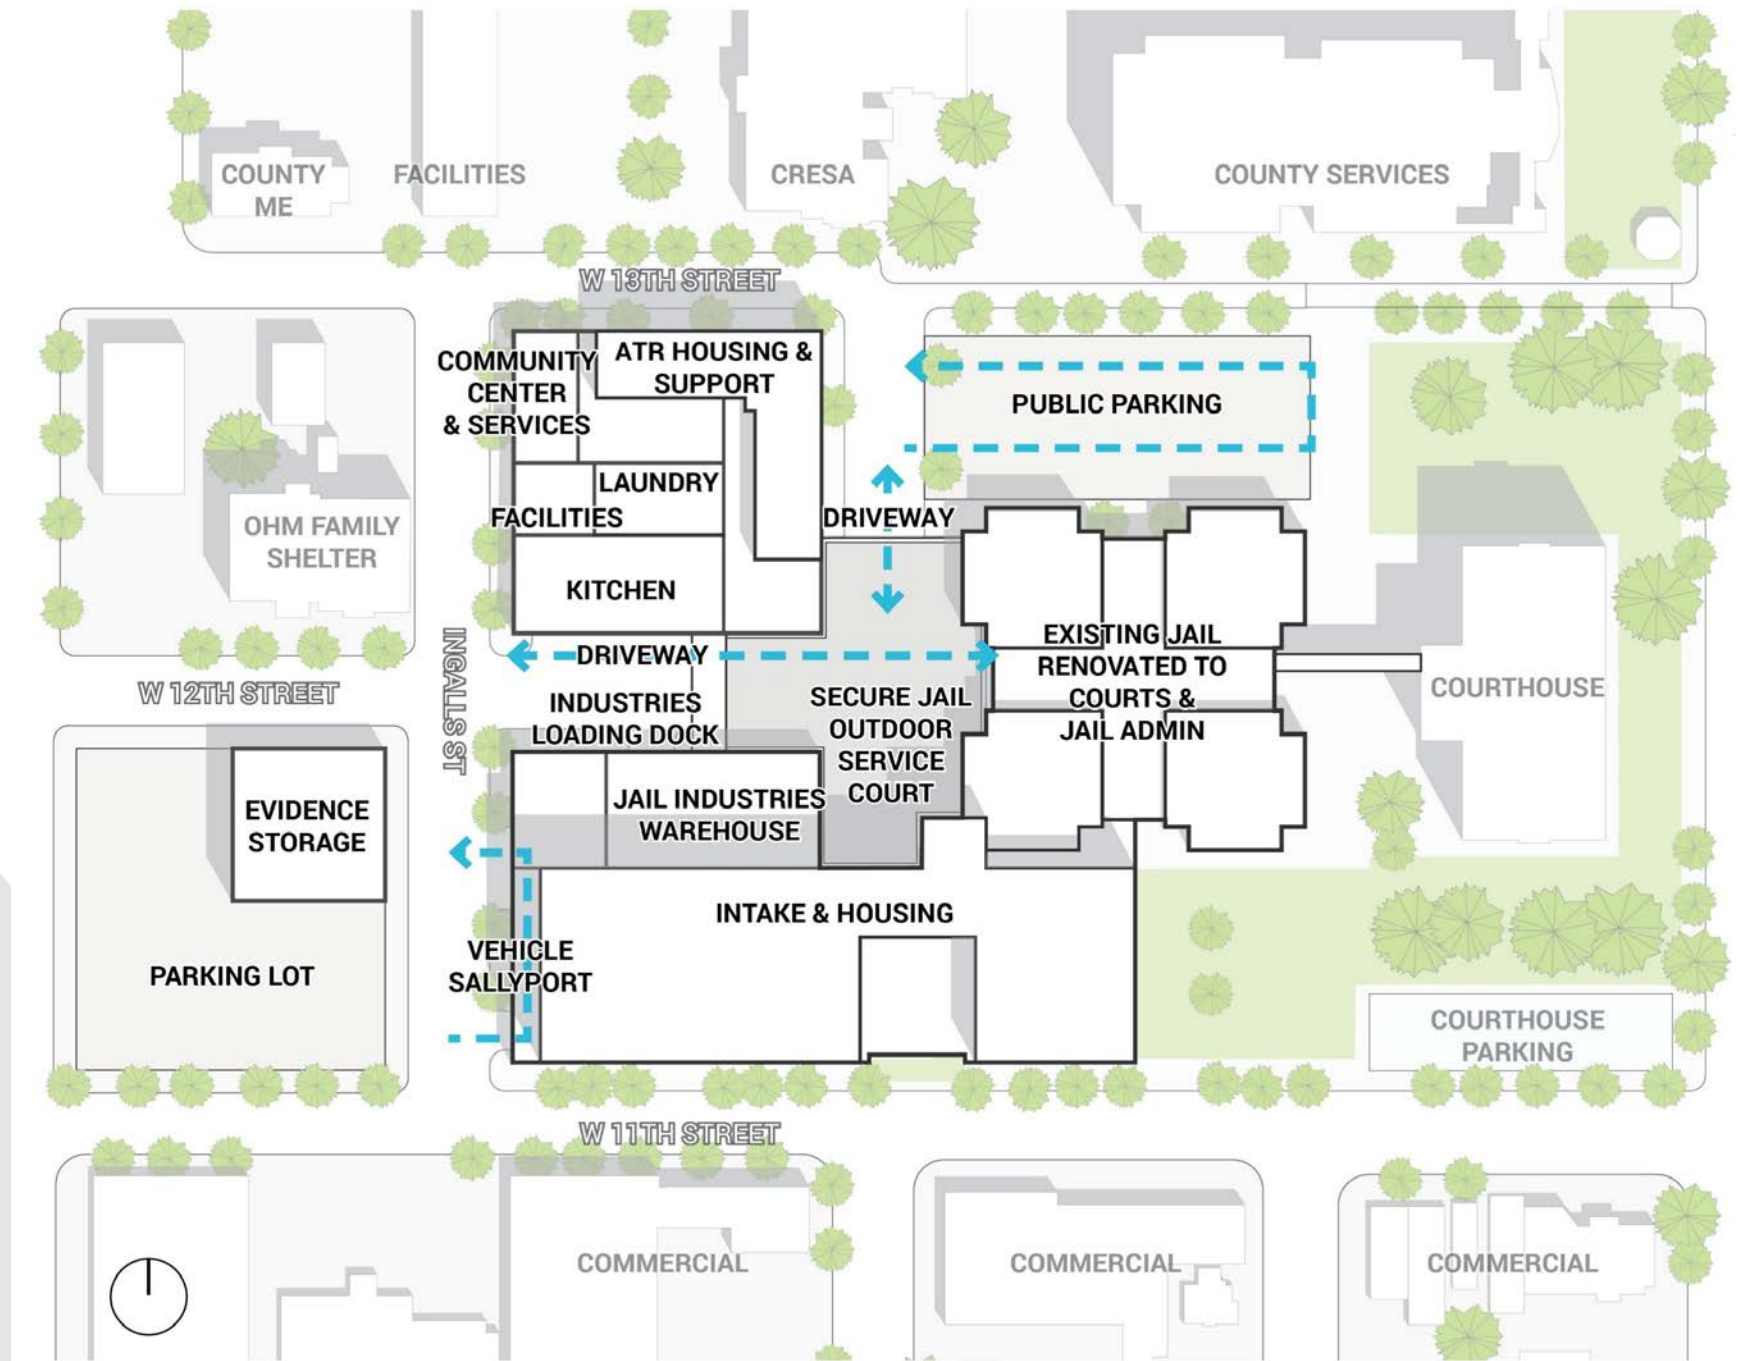 COUNTY
ME
FACILITIES
CRESA
COUNTY SERVICES
W 13TH STREET
COMMUNITY
CENTER
& SERVICES
ATR HOUSING &
SUPPORT
PUBLIC PARKING
LAUNDRY
FACILITIES
DRIVEWAY
OHM FAMILY
SHELTER
KITCHEN
EXISTING JAIL
RENOVATED TO
COURTS &
JAIL ADMIN
DRIVEWAY
W 12TH STREET
INGALLS ST
INDUSTRIES
LOADING DOCK
SECURE JAIL
OUTDOOR
SERVICE
COURT
COURTHOUSE
EVIDENCE
STORAGE
JAIL INDUSTRIES
WAREHOUSE
INTAKE & HOUSING
VEHICLE
SALLYPORT
PARKING LOT
COURTHOUSE
PARKING
W 11TH STREET
COMMERCIAL
COMMERCIAL
COMMERCIAL